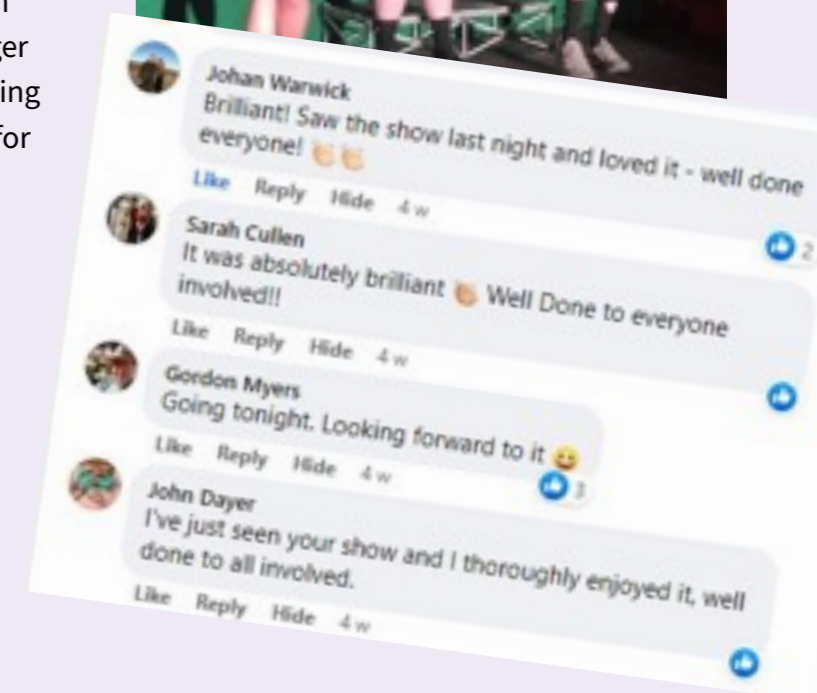 ger
ing
for
Johan Warwick
Brilliant! Saw the show last night and loved it - well done
everyone! 👏👏
Like Reply Hide 4 w
2
Sarah Cullen
It was absolutely brilliant 👏 Well Done to everyone
involved!!
Like Reply Hide 4 w
Gordon Myers
Going tonight. Looking forward to it 😄
Like Reply Hide 4 w
3
John Dayer
I've just seen your show and I thoroughly enjoyed it, well
done to all involved.
Like Reply Hide 4 w